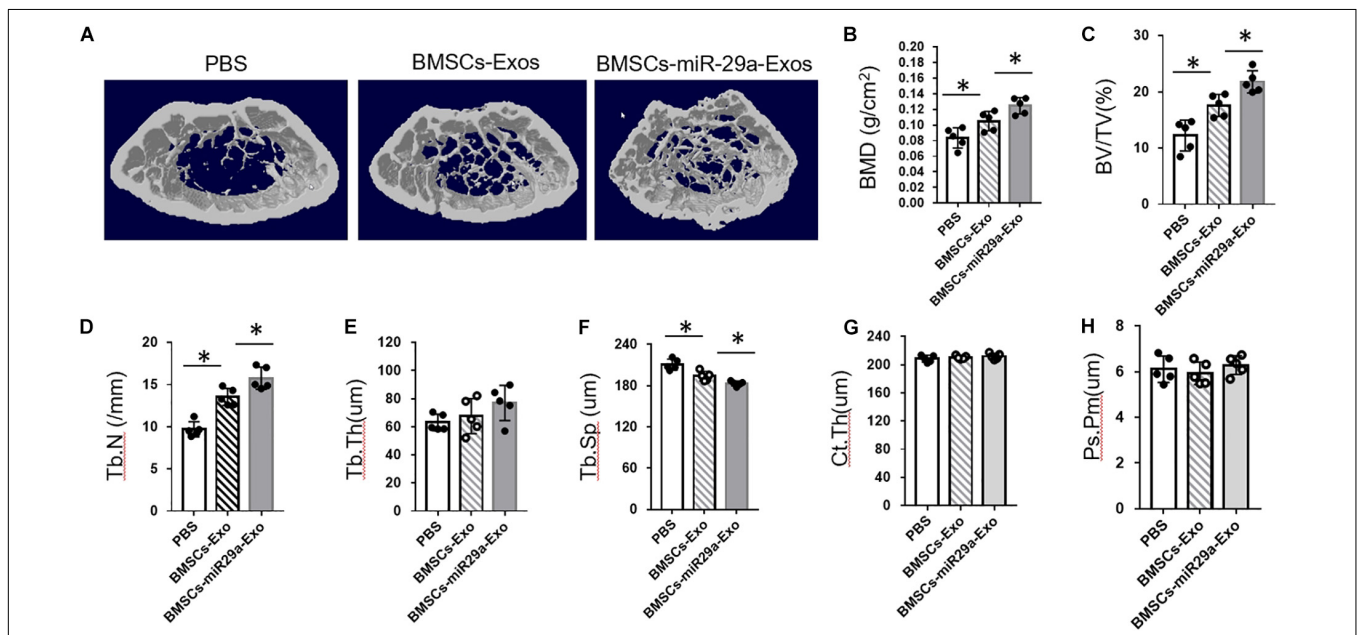 A
PBS
BMSCs-Exos
BMSCs-miR-29a-Exos
B
BMD (g/cm2)
0.20
0.18
0.16
0.14
0.12
0.10
0.08
0.06
0.04
0.02
0.00
*
*
PBS
BMSCs-Exo
BMSCs-miR29a-Exo
C
BV/TV(%)
30
20
10
0
*
*
PBS
BMSCs-Exo
BMSCs-miR29a-Exo
D
Tb.N (/mm)
20
15
10
5
0
*
*
PBS
BMSCs-Exo
BMSCs-miR29a-Exo
E
Tb.Th(um)
120
100
80
60
40
20
0
PBS
BMSCs-Exo
BMSCs-miR29a-Exo
F
Tb.Sp (um)
240
180
120
60
0
*
*
PBS
BMSCs-Exo
BMSCs-miR29a-Exo
G
Ct.Th(um)
240
200
160
120
80
40
0
PBS
BMSCs-Exo
BMSCs-miR29a-Exo
H
Ps.Pm(um)
8
6
4
2
6
PBS
BMSCs-Exo
BMSCs-miR29a-Exo